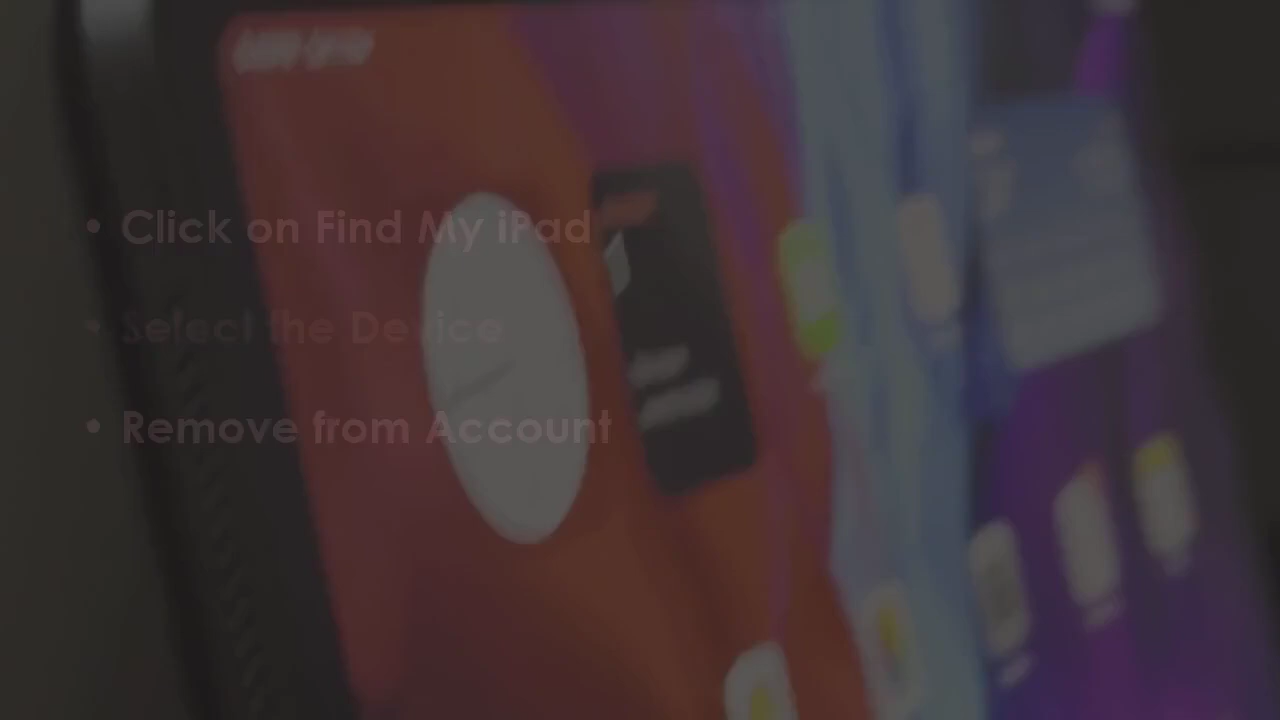 • Click on Find My iPad
• Select the Device
• Remove from Account